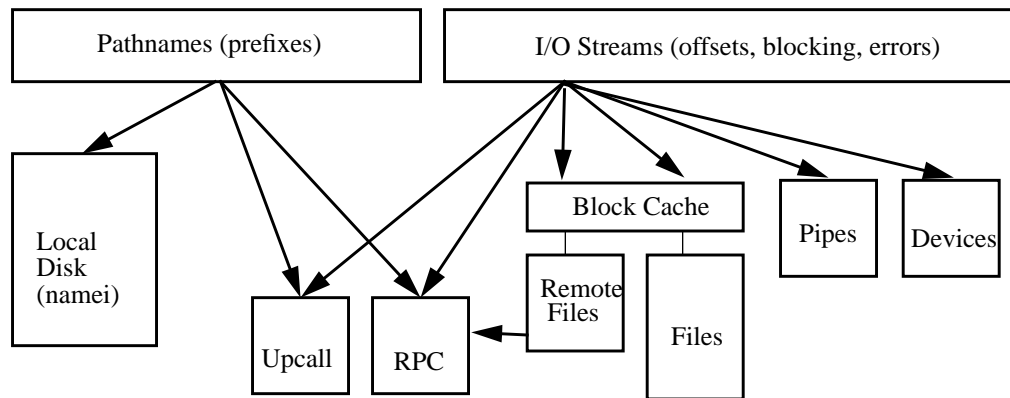 Pathnames (prefixes)
I/O Streams (offsets, blocking, errors)
Local
Disk
(namei)
Upcall
RPC
Block Cache
Remote
Files
Files
Pipes
Devices